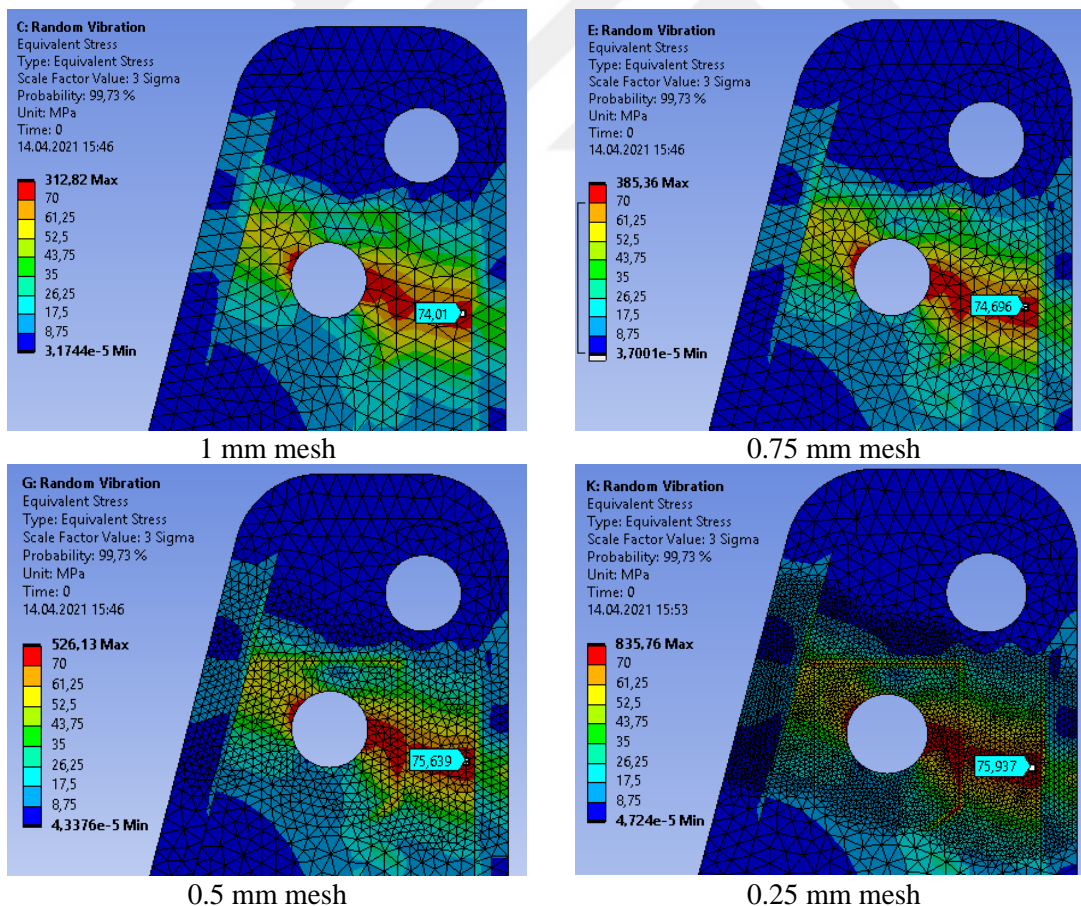 C: Random Vibration
Equivalent Stress
Type: Equivalent Stress
Scale Factor Value: 3 Sigma
Probability: 99,73 %
Unit: MPa
Time: 0
14.04.2021 15:46
312,82 Max
70
61,25
52,5
43,75
35
26,25
17,5
8,75
3,1744e-5 Min
74,01
1 mm mesh
E: Random Vibration
Equivalent Stress
Type: Equivalent Stress
Scale Factor Value: 3 Sigma
Probability: 99,73 %
Unit: MPa
Time: 0
14.04.2021 15:46
385,36 Max
70
61,25
52,5
43,75
35
26,25
17,5
8,75
3,7001e-5 Min
74,696
0.75 mm mesh
G: Random Vibration
Equivalent Stress
Type: Equivalent Stress
Scale Factor Value: 3 Sigma
Probability: 99,73 %
Unit: MPa
Time: 0
14.04.2021 15:46
526,13 Max
70
61,25
52,5
43,75
35
26,25
17,5
8,75
4,3376e-5 Min
75,639
0.5 mm mesh
K: Random Vibration
Equivalent Stress
Type: Equivalent Stress
Scale Factor Value: 3 Sigma
Probability: 99,73 %
Unit: MPa
Time: 0
14.04.2021 15:53
835,76 Max
70
61,25
52,5
43,75
35
26,25
17,5
8,75
4,724e-5 Min
75,937
0.25 mm mesh